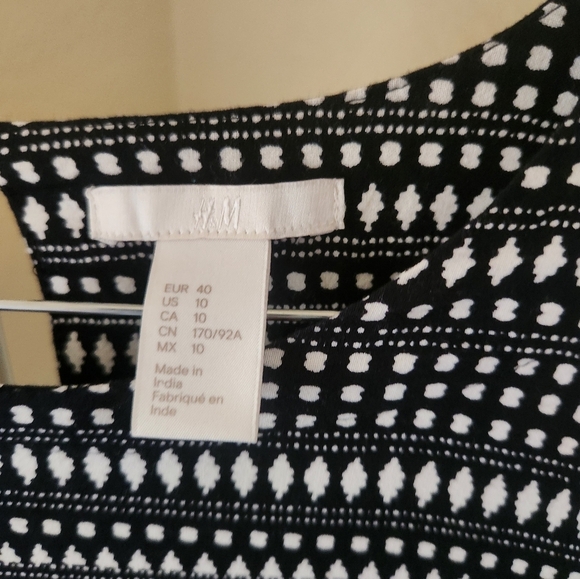 H&M
EUR 40
US 10
CA 10
CN 170/92A
MX 10
Made in
India
Fabriqué en
Inde